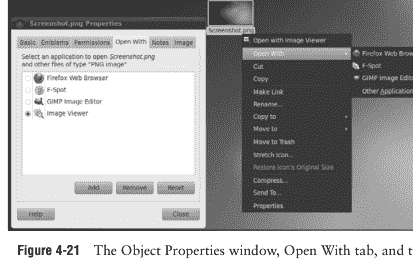 Screenshot.png Properties
Basic Emblems Permissions Open With Notes Image
Select an application to open Screenshot.png
and other files of type "PNG image"
Firefox Web Browser
F-Spot
GIMP Image Editor
Image Viewer
Add Remove Reset
Help Close
Screenshot.png
Open with Image Viewer
Open With
Cut
Copy
Make Link
Rename...
Copy to
Move to
Move to Trash
Stretch Icon...
Restore Icon's Original Size
Compress...
Send To...
Properties
Firefox Web Brow
F-Spot
GIMP Image Edito
Other Application
Figure 4-21 The Object Properties window, Open With tab, and t